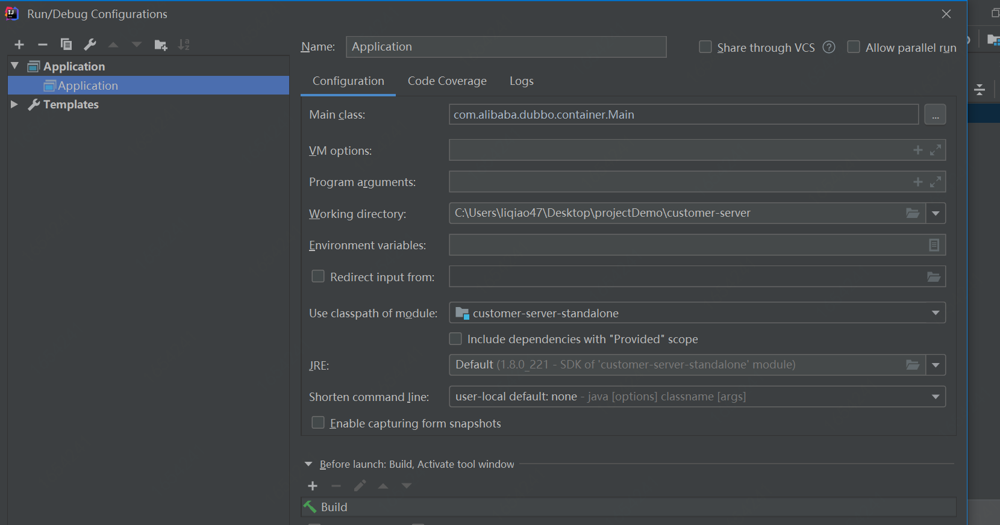 Run/Debug Configurations
Application
Application
Templates
Name: Application
Share through VCS
Allow parallel run
Configuration Code Coverage Logs
Main class: com.alibaba.dubbo.container.Main ...
VM options:
Program arguments:
Working directory: C:\Users\liqiao47\Desktop\projectDemo\customer-server
Environment variables:
Redirect input from:
Use classpath of module: customer-server-standalone
Include dependencies with "Provided" scope
JRE: Default (1.8.0_221 - SDK of 'customer-server-standalone' module)
Shorten command line: user-local default: none - java [options] classname [args]
Enable capturing form snapshots
Before launch: Build, Activate tool window
Build